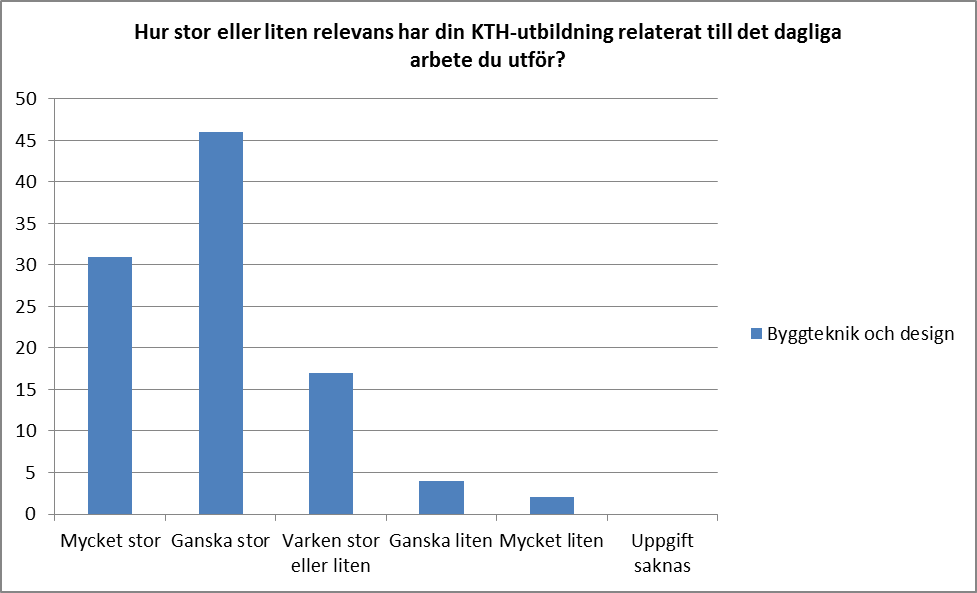 Hur stor eller liten relevans har din KTH-utbildning relaterat till det dagliga
arbete du utför?
50
45
40
35
30
25
20
15
10
5
0
Mycket stor
Ganska stor
Varken stor
eller liten
Ganska liten
Mycket liten
Uppgift
saknas
Byggteknik och design